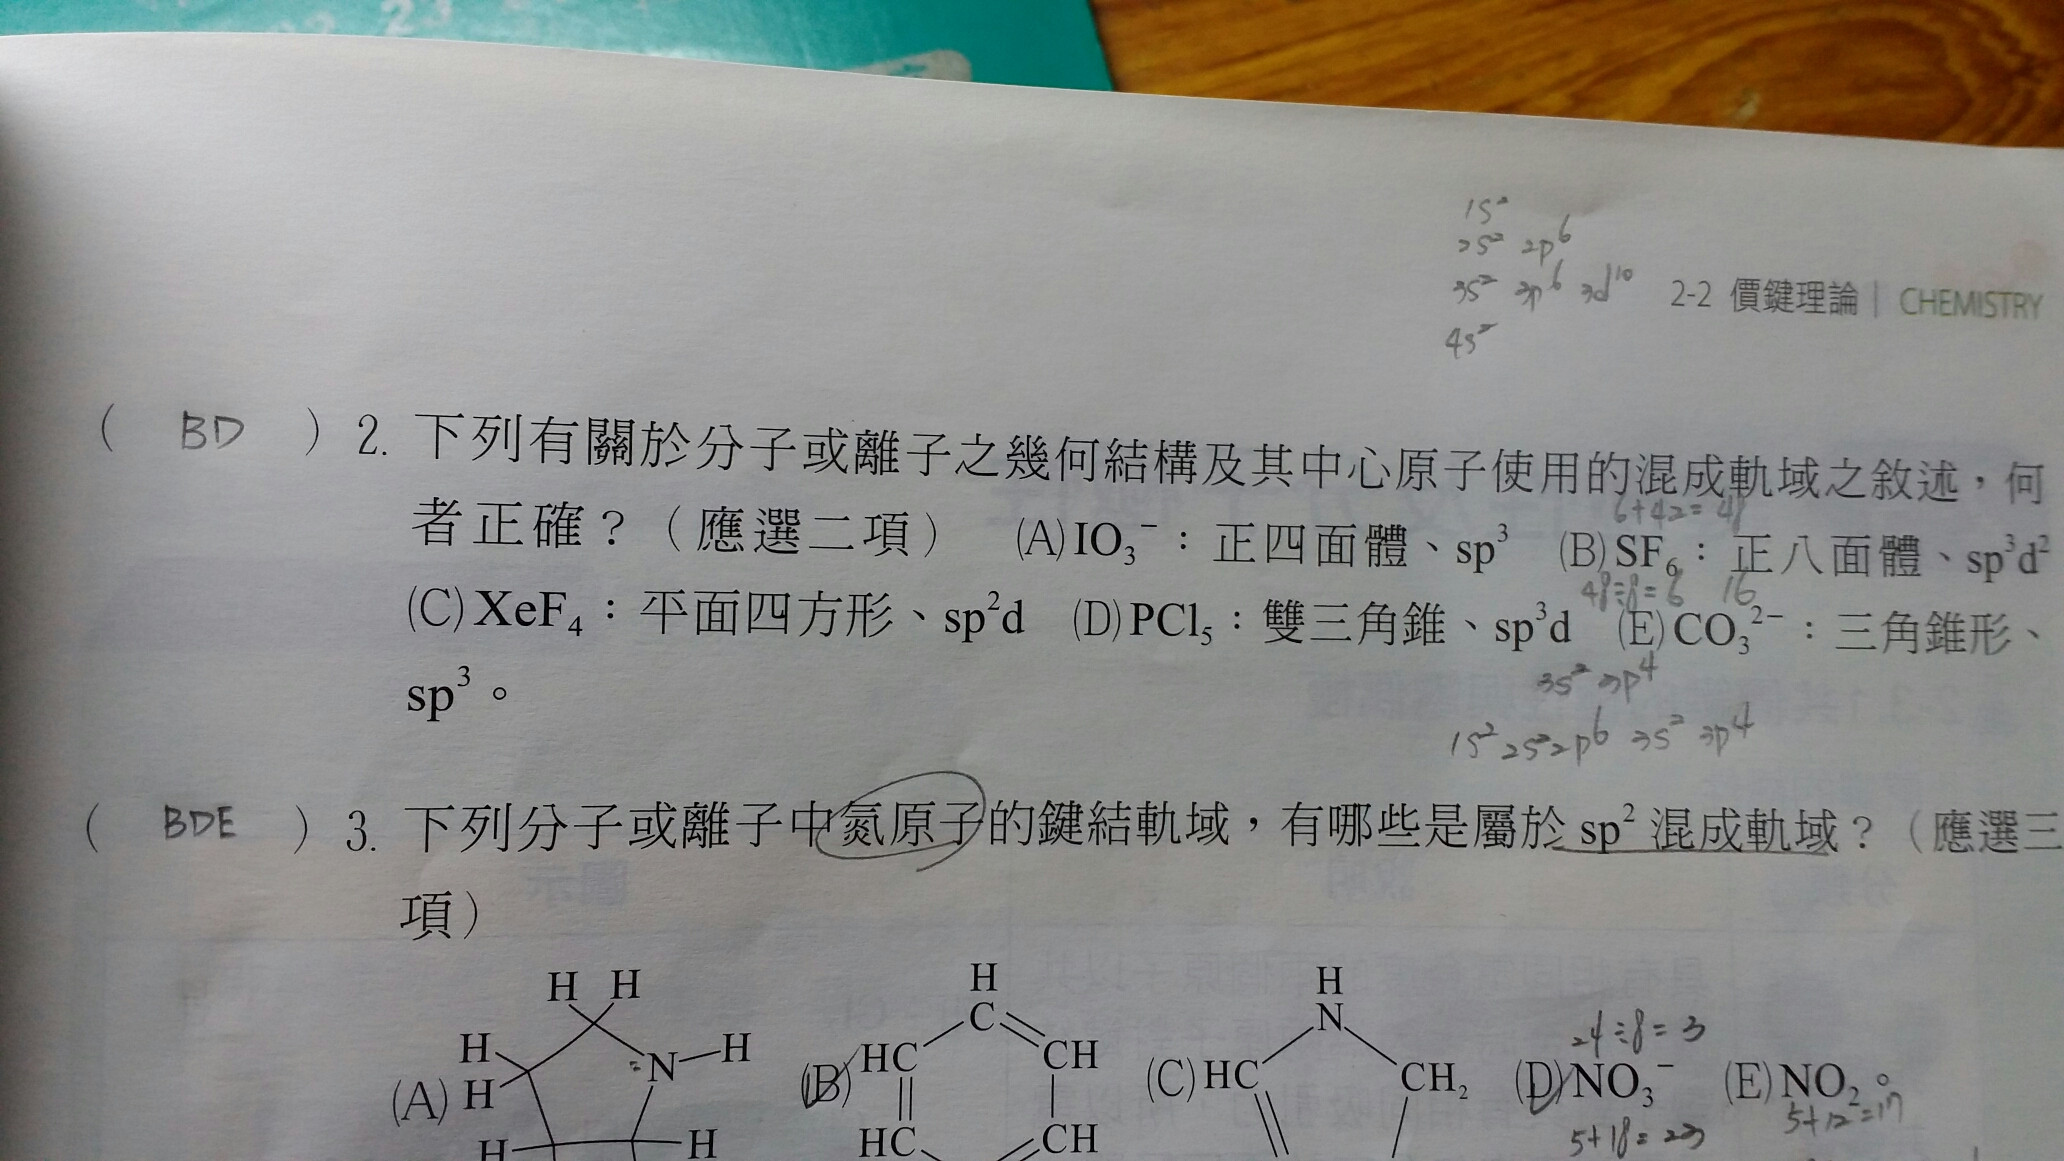 23
1s²
2s² 2p⁶
3s² 3p⁶ 3d¹⁰
2-2 價鍵理論｜CHEMISTRY
4s²
( BD ) 2. 下列有關於分子或離子之幾何結構及其中心原子使用的混成軌域之敘述，何
6+42=48
者正確？（應選二項） (A)IO₃⁻：正四面體、sp³ (B)SF₆：正八面體、sp³d²
48÷8=6 16
(C)XeF₄：平面四方形、sp²d (D)PCl₅：雙三角錐、sp³d (E)CO₃²⁻：三角錐形、
3s² 3p⁴
sp³。
1s² 2s² 2p⁶ 3s² 3p⁴
( BDE ) 3. 下列分子或離子中氮原子的鍵結軌域，有哪些是屬於 sp² 混成軌域？（應選三
項）
H H H H
C N 24÷8=3
H N H HC CH
(A) H (B) (C) HC CH₂ (D)NO₃⁻ (E)NO₂。
5+12=17
H H HC CH 5+18=23